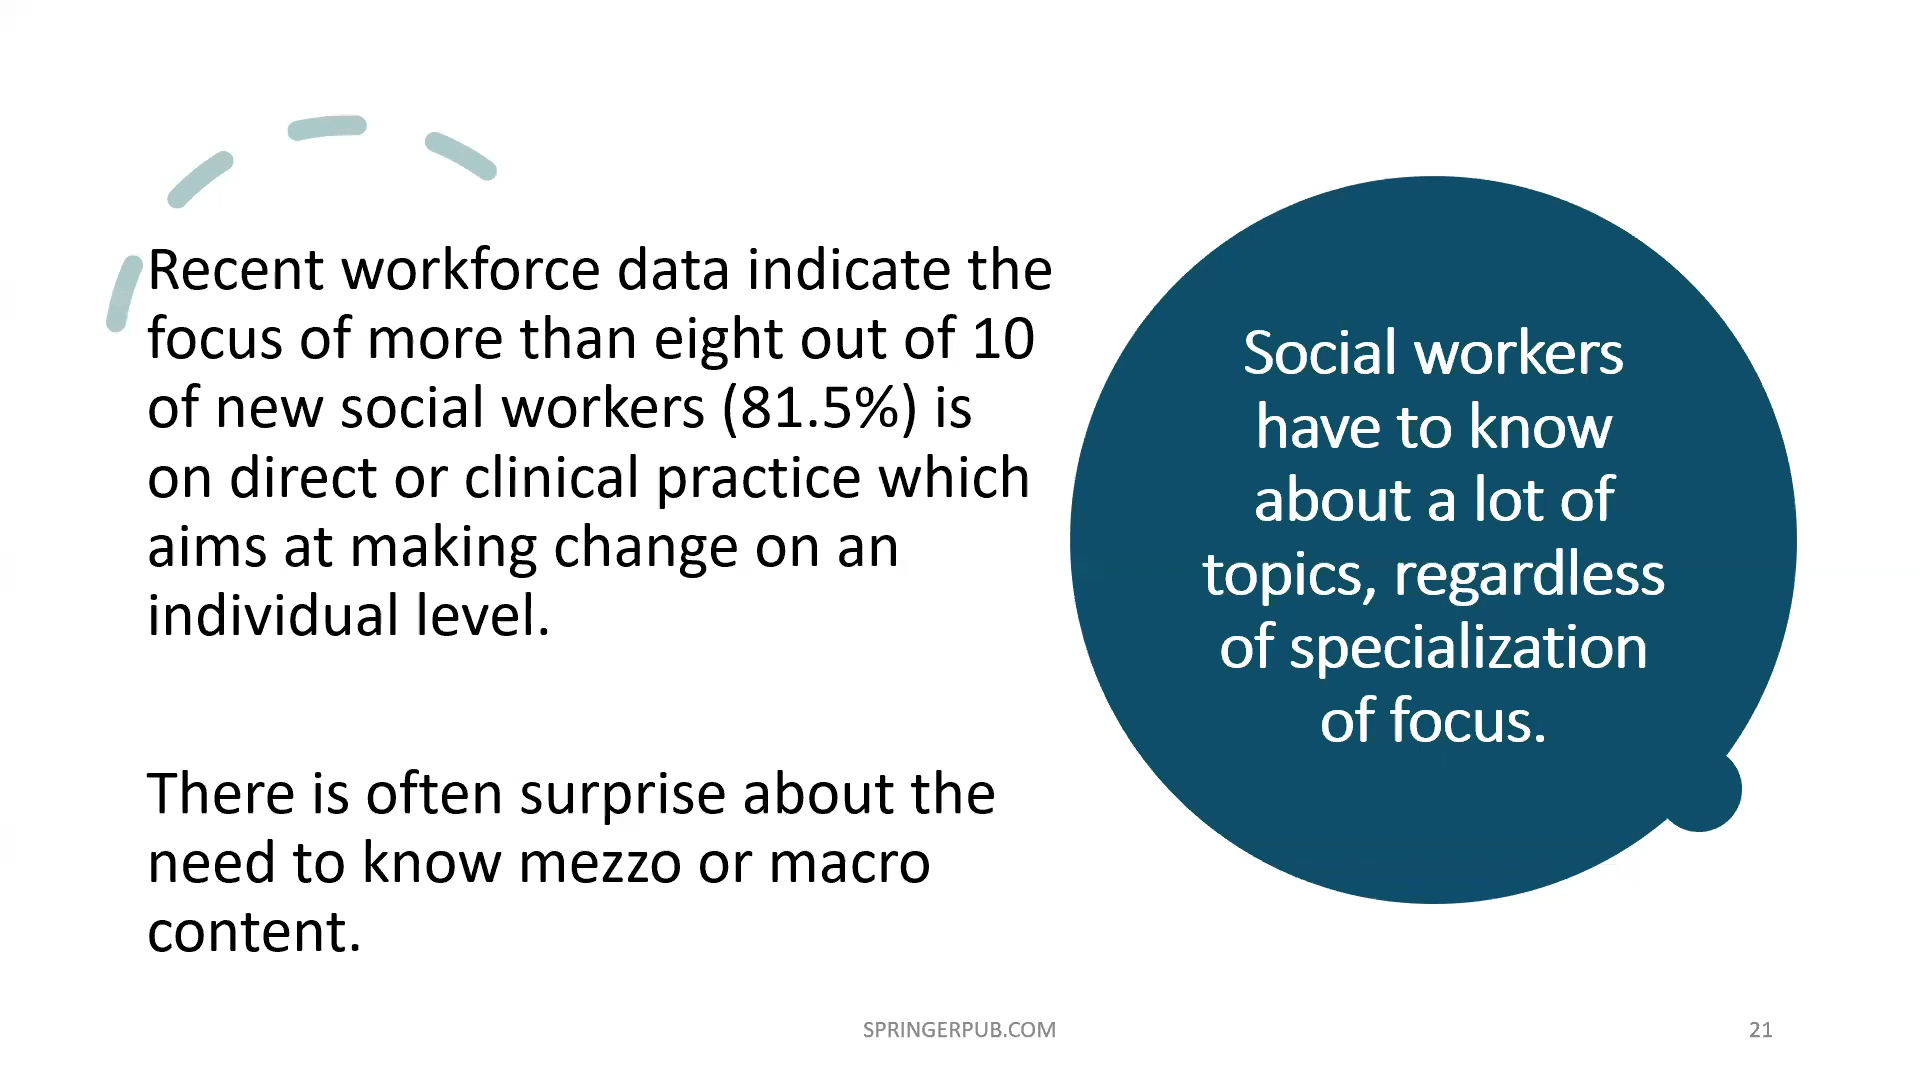 Recent workforce data indicate the
focus of more than eight out of 10
of new social workers (81.5%) is
on direct or clinical practice which
aims at making change on an
individual level.
There is often surprise about the
need to know mezzo or macro
content.
Social workers
have to know
about a lot of
topics, regardless
of specialization
of focus.
SPRINGERPUB.COM
21